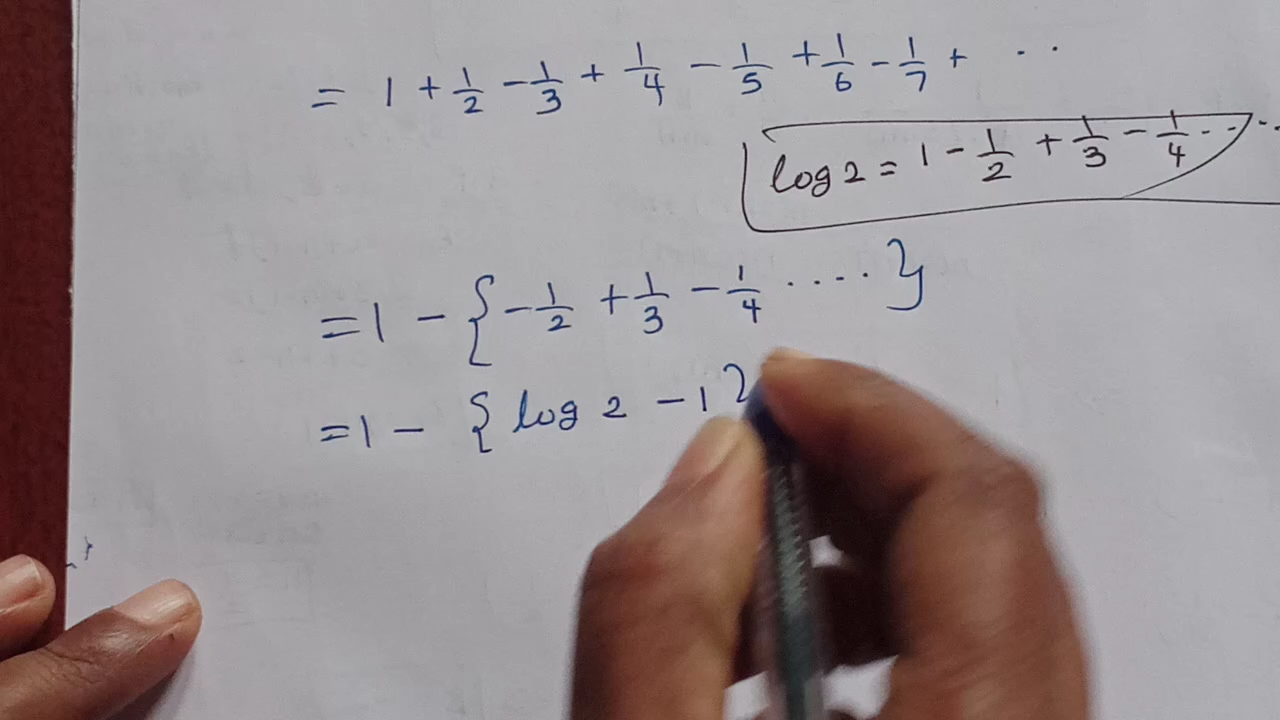 = 1 + 1/2 - 1/3 + 1/4 - 1/5 + 1/6 - 1/7 + ..
log 2 = 1 - 1/2 + 1/3 - 1/4 ....
= 1 - { - 1/2 + 1/3 - 1/4 ..... }
= 1 - { log 2 - 1 }